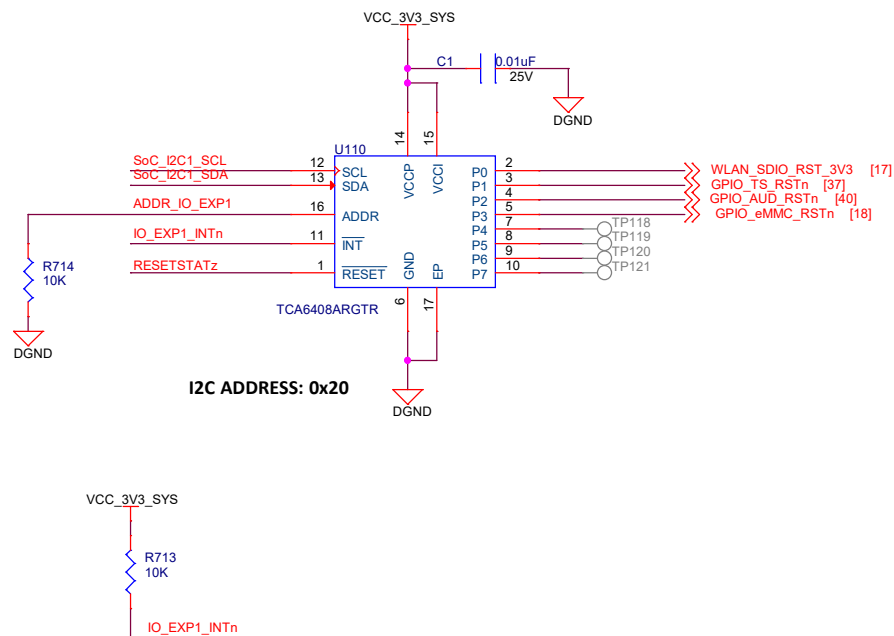 VCC_3V3_SYS
C1 0.01uF
25V
DGND
14 15
U110
SoC_I2C1_SCL 12 SCL VCCP VCCI P0 2 WLAN_SDIO_RST_3V3 [17]
SoC_I2C1_SDA 13 SDA P1 3 GPIO_TS_RSTn [37]
P2 4 GPIO_AUD_RSTn [40]
ADDR_IO_EXP1 16 ADDR P3 5 GPIO_eMMC_RSTn [18]
P4 7 TP118
IO_EXP1_INTn 11 INT P5 8 TP119
P6 9 TP120
RESETSTATz 1 RESET GND EP P7 10 TP121
R714
10K
6 17
TCA6408ARGTR
DGND
I2C ADDRESS: 0x20
DGND
VCC_3V3_SYS
R713
10K
IO_EXP1_INTn